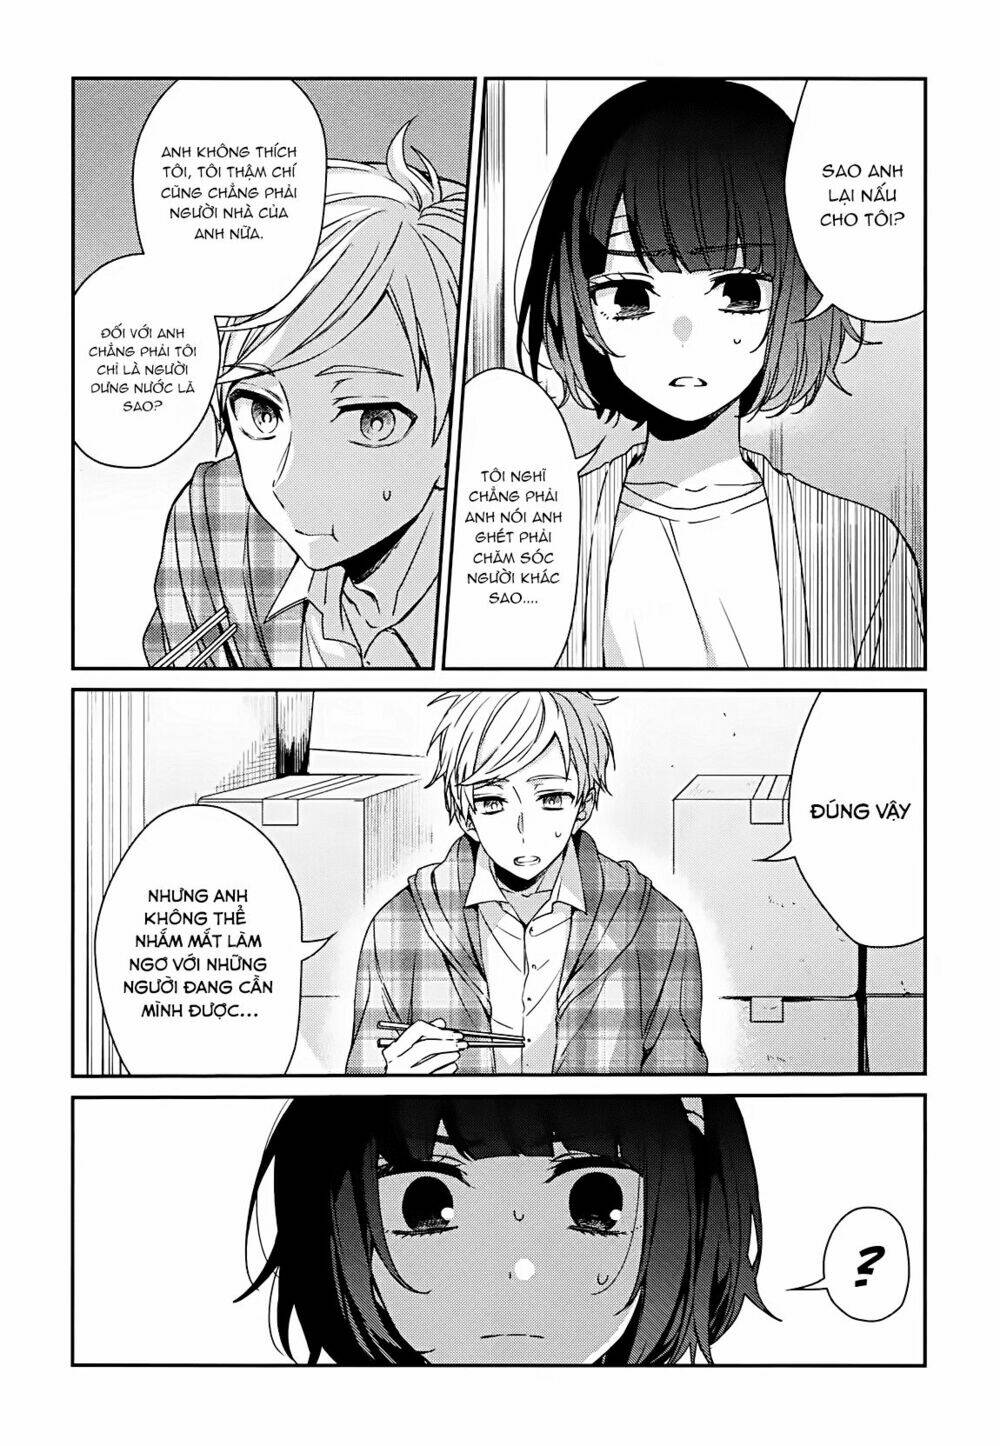 SAO ANH
LẠI NẤU
CHO TÔI?
TÔI NGHĨ
CHẲNG PHẢI
ANH NÓI ANH
GHÉT PHẢI
CHĂM SÓC
NGƯỜI KHÁC
SAO....
ANH KHÔNG THÍCH
TÔI, TÔI THẬM CHÍ
CŨNG CHẲNG PHẢI
NGƯỜI NHÀ CỦA
ANH NỮA.
ĐỐI VỚI ANH
CHẲNG PHẢI TÔI
CHỈ LÀ NGƯỜI
DƯNG NƯỚC LÃ
SAO?
ĐÚNG VẬY
NHƯNG ANH
KHÔNG THỂ
NHẮM MẮT LÀM
NGƠ VỚI NHỮNG
NGƯỜI ĐANG CẦN
MÌNH ĐƯỢC...
?